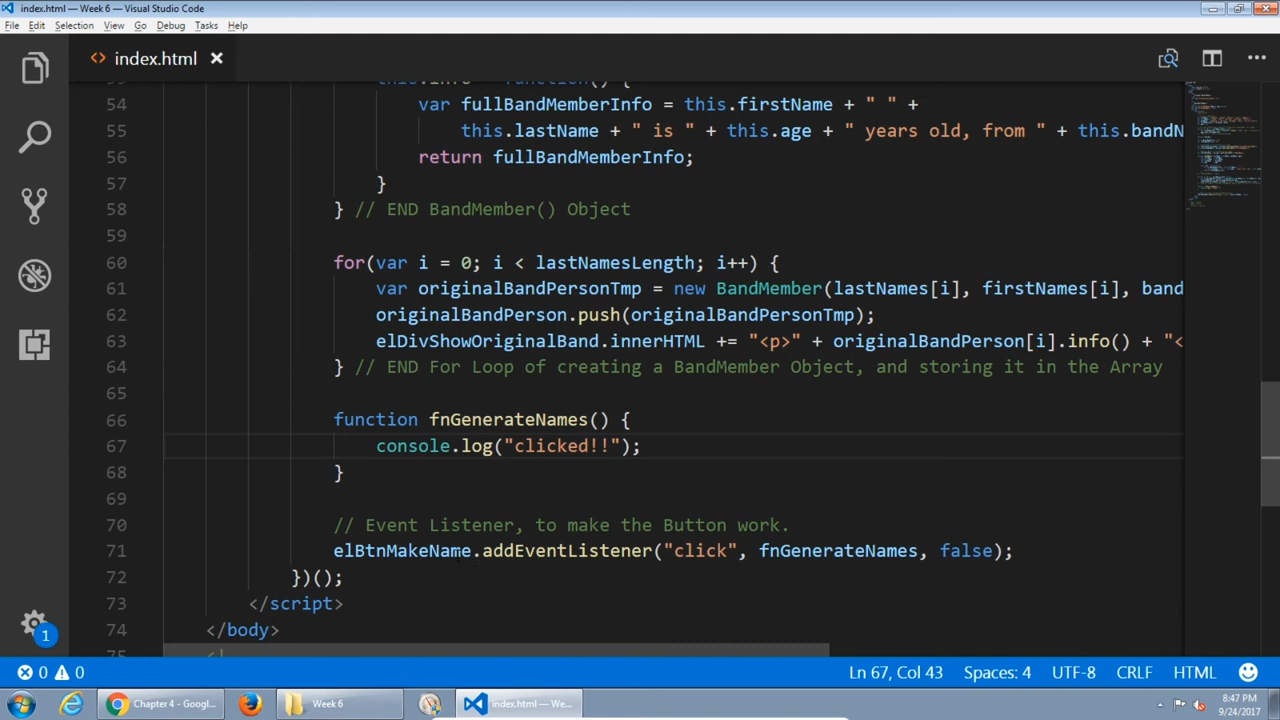 index.html — Week 6 — Visual Studio Code
File Edit Selection View Go Debug Tasks Help
index.html
54 var fullBandMemberInfo = this.firstName + " " +
55 this.lastName + " is " + this.age + " years old, from " + this.bandN
56 return fullBandMemberInfo;
57 }
58 } // END BandMember() Object
59
60 for(var i = 0; i < lastNamesLength; i++) {
61 var originalBandPersonTmp = new BandMember(lastNames[i], firstNames[i], band
62 originalBandPerson.push(originalBandPersonTmp);
63 elDivShowOriginalBand.innerHTML += "<p>" + originalBandPerson[i].info() + "<
64 } // END For Loop of creating a BandMember Object, and storing it in the Array
65
66 function fnGenerateNames() {
67 console.log("clicked!!");
68 }
69
70 // Event Listener, to make the Button work.
71 elBtnMakeName.addEventListener("click", fnGenerateNames, false);
72 })();
73 </script>
74 </body>
75 <!
0 0 Ln 67, Col 43 Spaces: 4 UTF-8 CRLF HTML
1
Chapter 4 - Googl... Week 6 index.html — We... 8:47 PM
9/24/2017